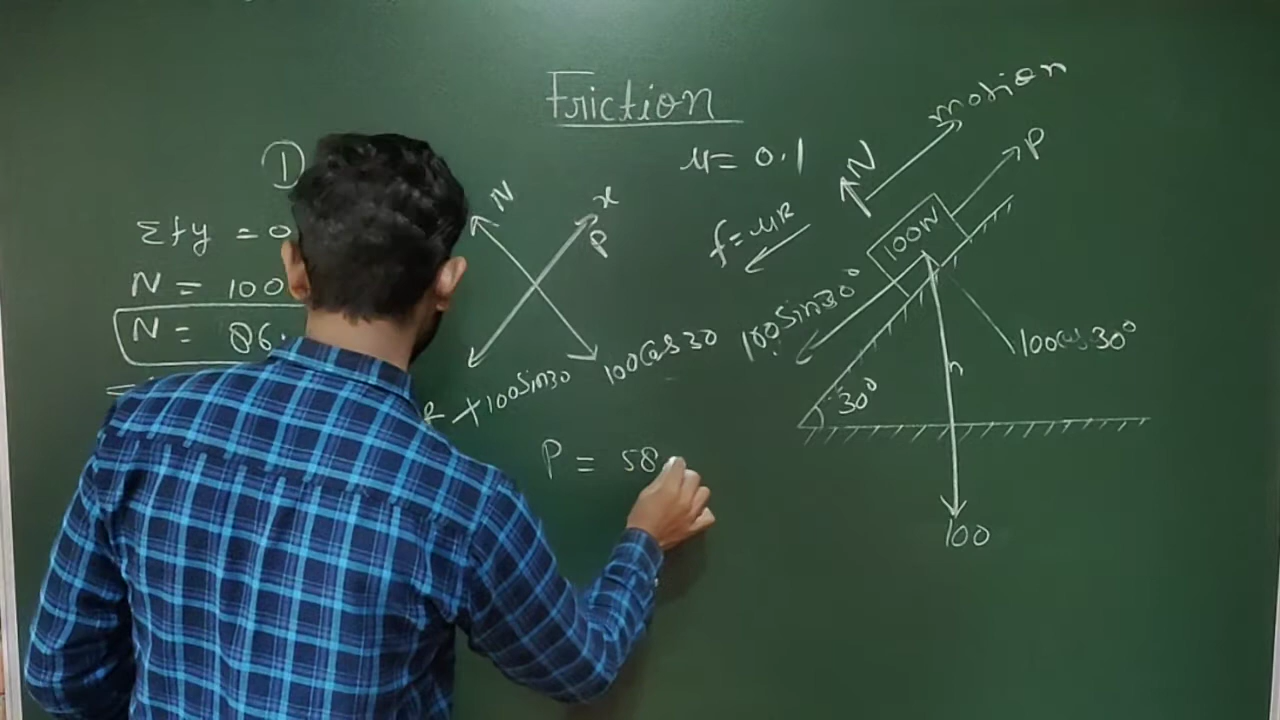 Friction
μ = 0.1
①
Σfy = 0
N = 100
N = 86.
N
x
P
+100Sin30
100Cos30
P = 58
motion
N
P
f = μR
100N
100Sin30°
100cos30°
30°
100